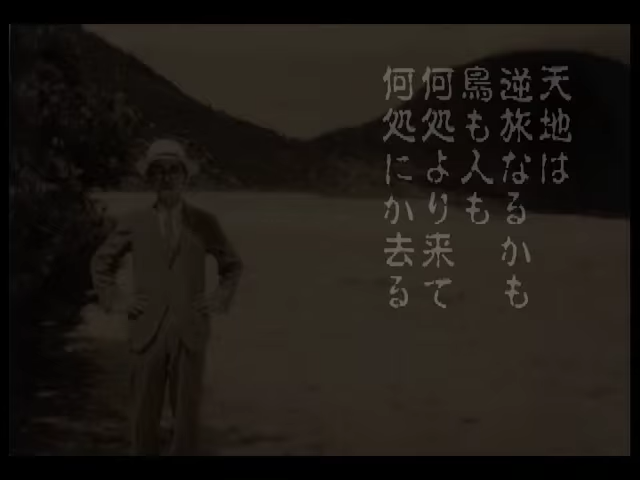 天地は
逆旅なるかも
鳥も人も
何処より来て
何処にか去る